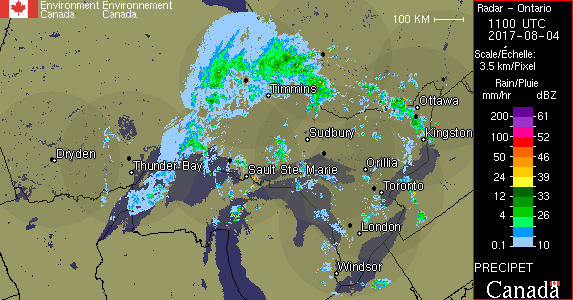 Environment Environnement
Canada Canada
100 KM
Radar - Ontario
1100 UTC
2017-08-04
Scale/Échelle:
3.5 km/Pixel
Rain/Pluie
mm/hr dBZ
200 61
100 52
50 46
24 39
12 33
4 26
0.1 10
Timmins
Ottawa
Sudbury
Kingston
Dryden
Thunder Bay
Sault Ste. Marie
Orillia
Toronto
London
Windsor
PRECIPET
Canada